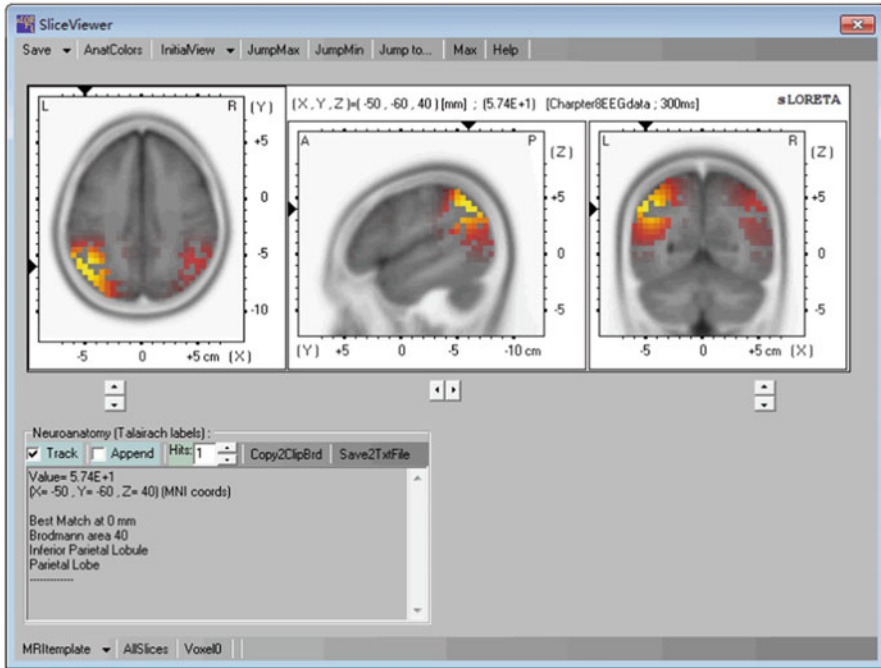 SliceViewer
Save AnatColors InitialView JumpMax JumpMin Jump to... Max Help
(X, Y, Z)=( -50 , -60 , 40 ) [mm] ; (5.74E+1) [Charpter8EEGdata ; 300ms] sLORETA
L R (Y)
+5
0
-5
-10
-5 0 +5 cm (X)
A P (Z)
+5
0
-5
(Y) +5 0 -5 -10 cm
L R (Z)
+5
0
-5
-5 0 +5 cm (X)
Neuroanatomy (Talairach labels) :
Track Append Hits: 1 Copy2ClipBrd Save2TxtFile
Value= 5.74E+1
(X= -50 , Y= -60 , Z= 40) (MNI coords)
Best Match at 0 mm
Brodmann area 40
Inferior Parietal Lobule
Parietal Lobe
-------------
MRItemplate AllSlices Voxel0